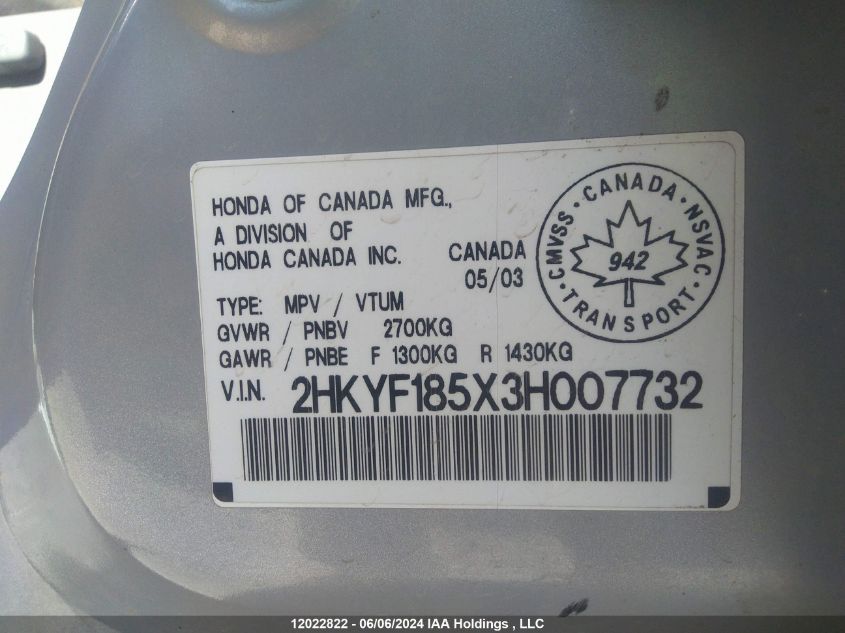 HONDA OF CANADA MFG.,
A DIVISION OF
HONDA CANADA INC. CANADA
05/03
TYPE: MPV / VTUM
GVWR / PNBV 2700KG
GAWR / PNBE F 1300KG R 1430KG
V.I.N. 2HKYF185X3H007732
CMVSS • CANADA • NSVAC
942
• TRANSPORT •
12022822 - 06/06/2024 IAA Holdings , LLC